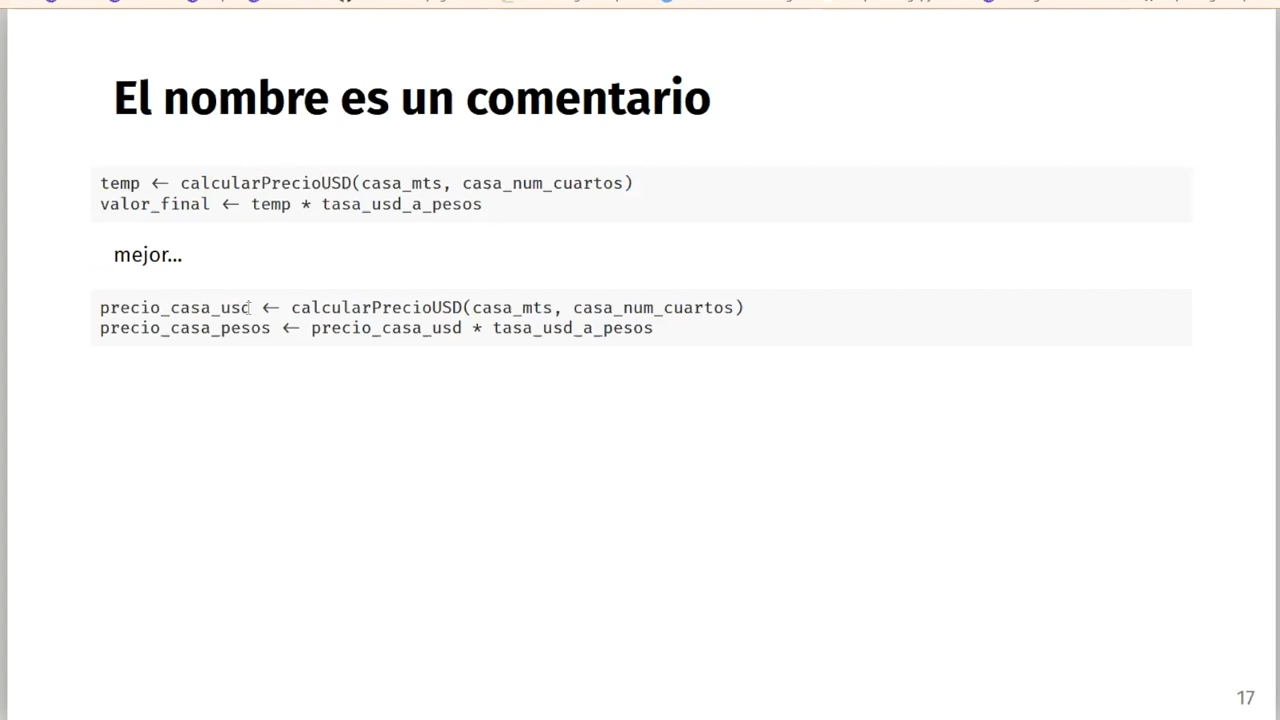 El nombre es un comentario
temp ← calcularPrecioUSD(casa_mts, casa_num_cuartos)
valor_final ← temp * tasa_usd_a_pesos
mejor...
precio_casa_usd ← calcularPrecioUSD(casa_mts, casa_num_cuartos)
precio_casa_pesos ← precio_casa_usd * tasa_usd_a_pesos
17